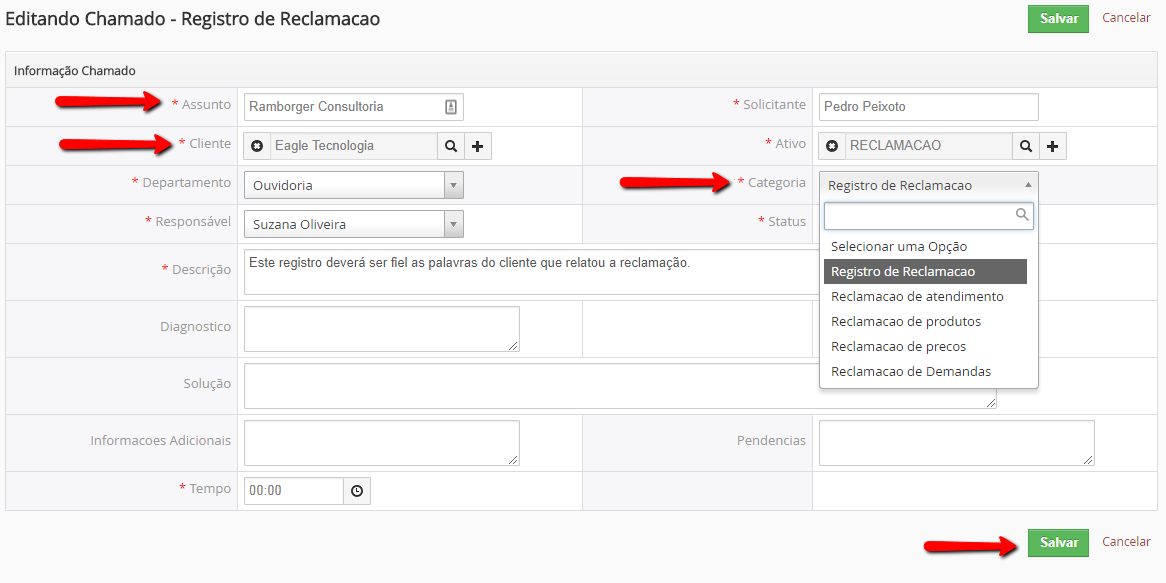 Editando Chamado - Registro de Reclamacao
Salvar Cancelar
Informação Chamado
* Assunto Ramborger Consultoria * Solicitante Pedro Peixoto
* Cliente Eagle Tecnologia * Ativo RECLAMACAO
* Departamento Ouvidoria * Categoria Registro de Reclamacao
* Responsável Suzana Oliveira * Status
Selecionar uma Opção
* Descrição Este registro deverá ser fiel as palavras do cliente que relatou a reclamação. Registro de Reclamacao
Reclamacao de atendimento
Diagnostico Reclamacao de produtos
Reclamacao de precos
Reclamacao de Demandas
Solução
Informacoes Adicionais Pendencias
* Tempo 00:00
Salvar Cancelar